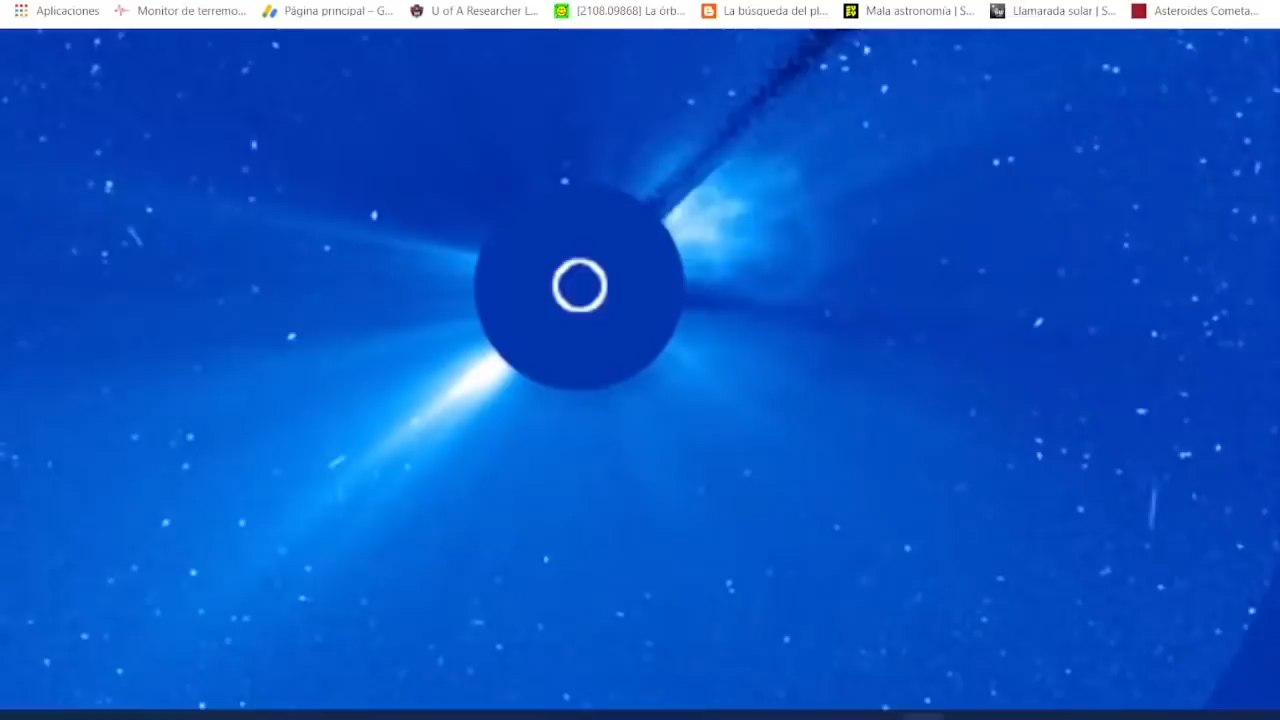 Aplicaciones Monitor de terremo... Página principal – G... U of A Researcher L... [2108.09868] La órb... La búsqueda del pl... Mala astronomía | S... Llamarada solar | S... Asteroides Cometa...